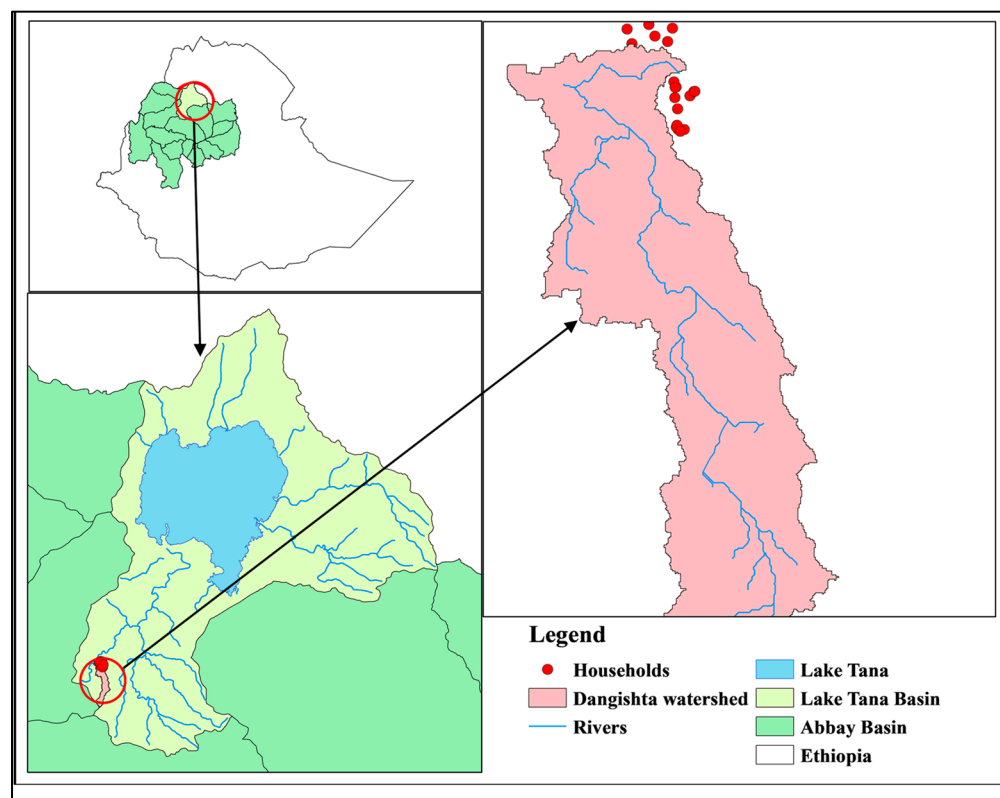 Legend
Households
Dangishta watershed
Rivers
Lake Tana
Lake Tana Basin
Abbay Basin
Ethiopia